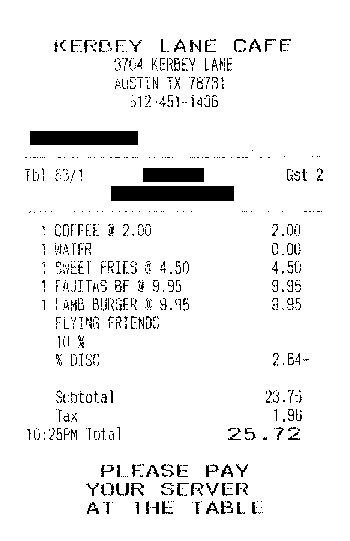 KERBEY LANE CAFE
3704 KERBEY LANE
AUSTIN TX 78731
512-451-1436
Tbl 63/1 Gst 2
1 COFFEE @ 2.00 2.00
1 WATER 0.00
1 SWEET FRIES @ 4.50 4.50
1 FAJITAS BF @ 9.95 9.95
1 LAMB BURGER @ 9.95 9.95
FLYING FRIENDS
10 %
% DISC 2.64-
Subtotal 23.76
Tax 1.96
10:25PM Total 25.72
PLEASE PAY
YOUR SERVER
AT THE TABLE